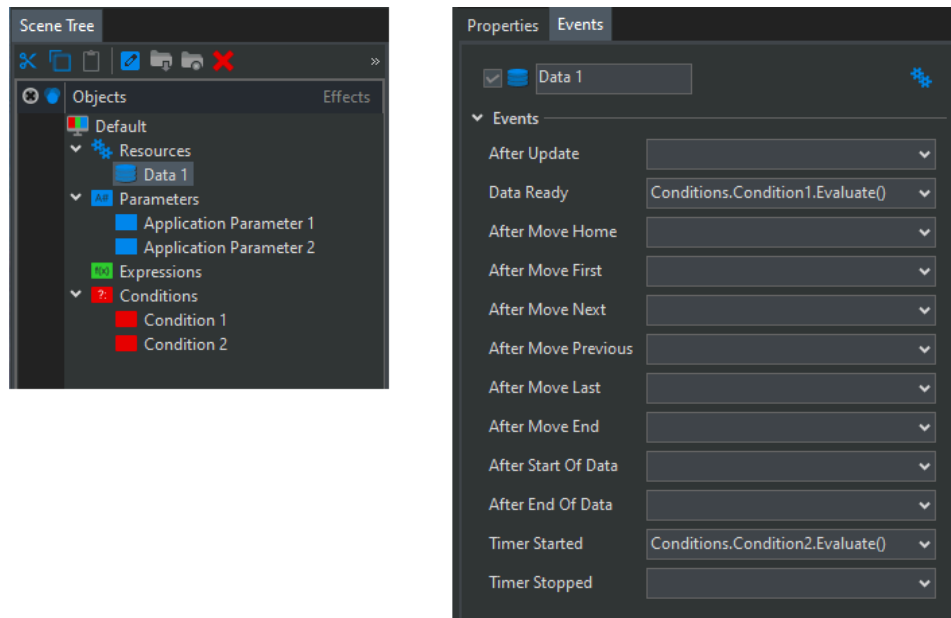 Scene Tree
»
Objects Effects
Default
Resources
Data 1
A# Parameters
Application Parameter 1
Application Parameter 2
f(x) Expressions
?: Conditions
Condition 1
Condition 2
Properties Events
Data 1
Events
After Update
Data Ready Conditions.Condition1.Evaluate()
After Move Home
After Move First
After Move Next
After Move Previous
After Move Last
After Move End
After Start Of Data
After End Of Data
Timer Started Conditions.Condition2.Evaluate()
Timer Stopped